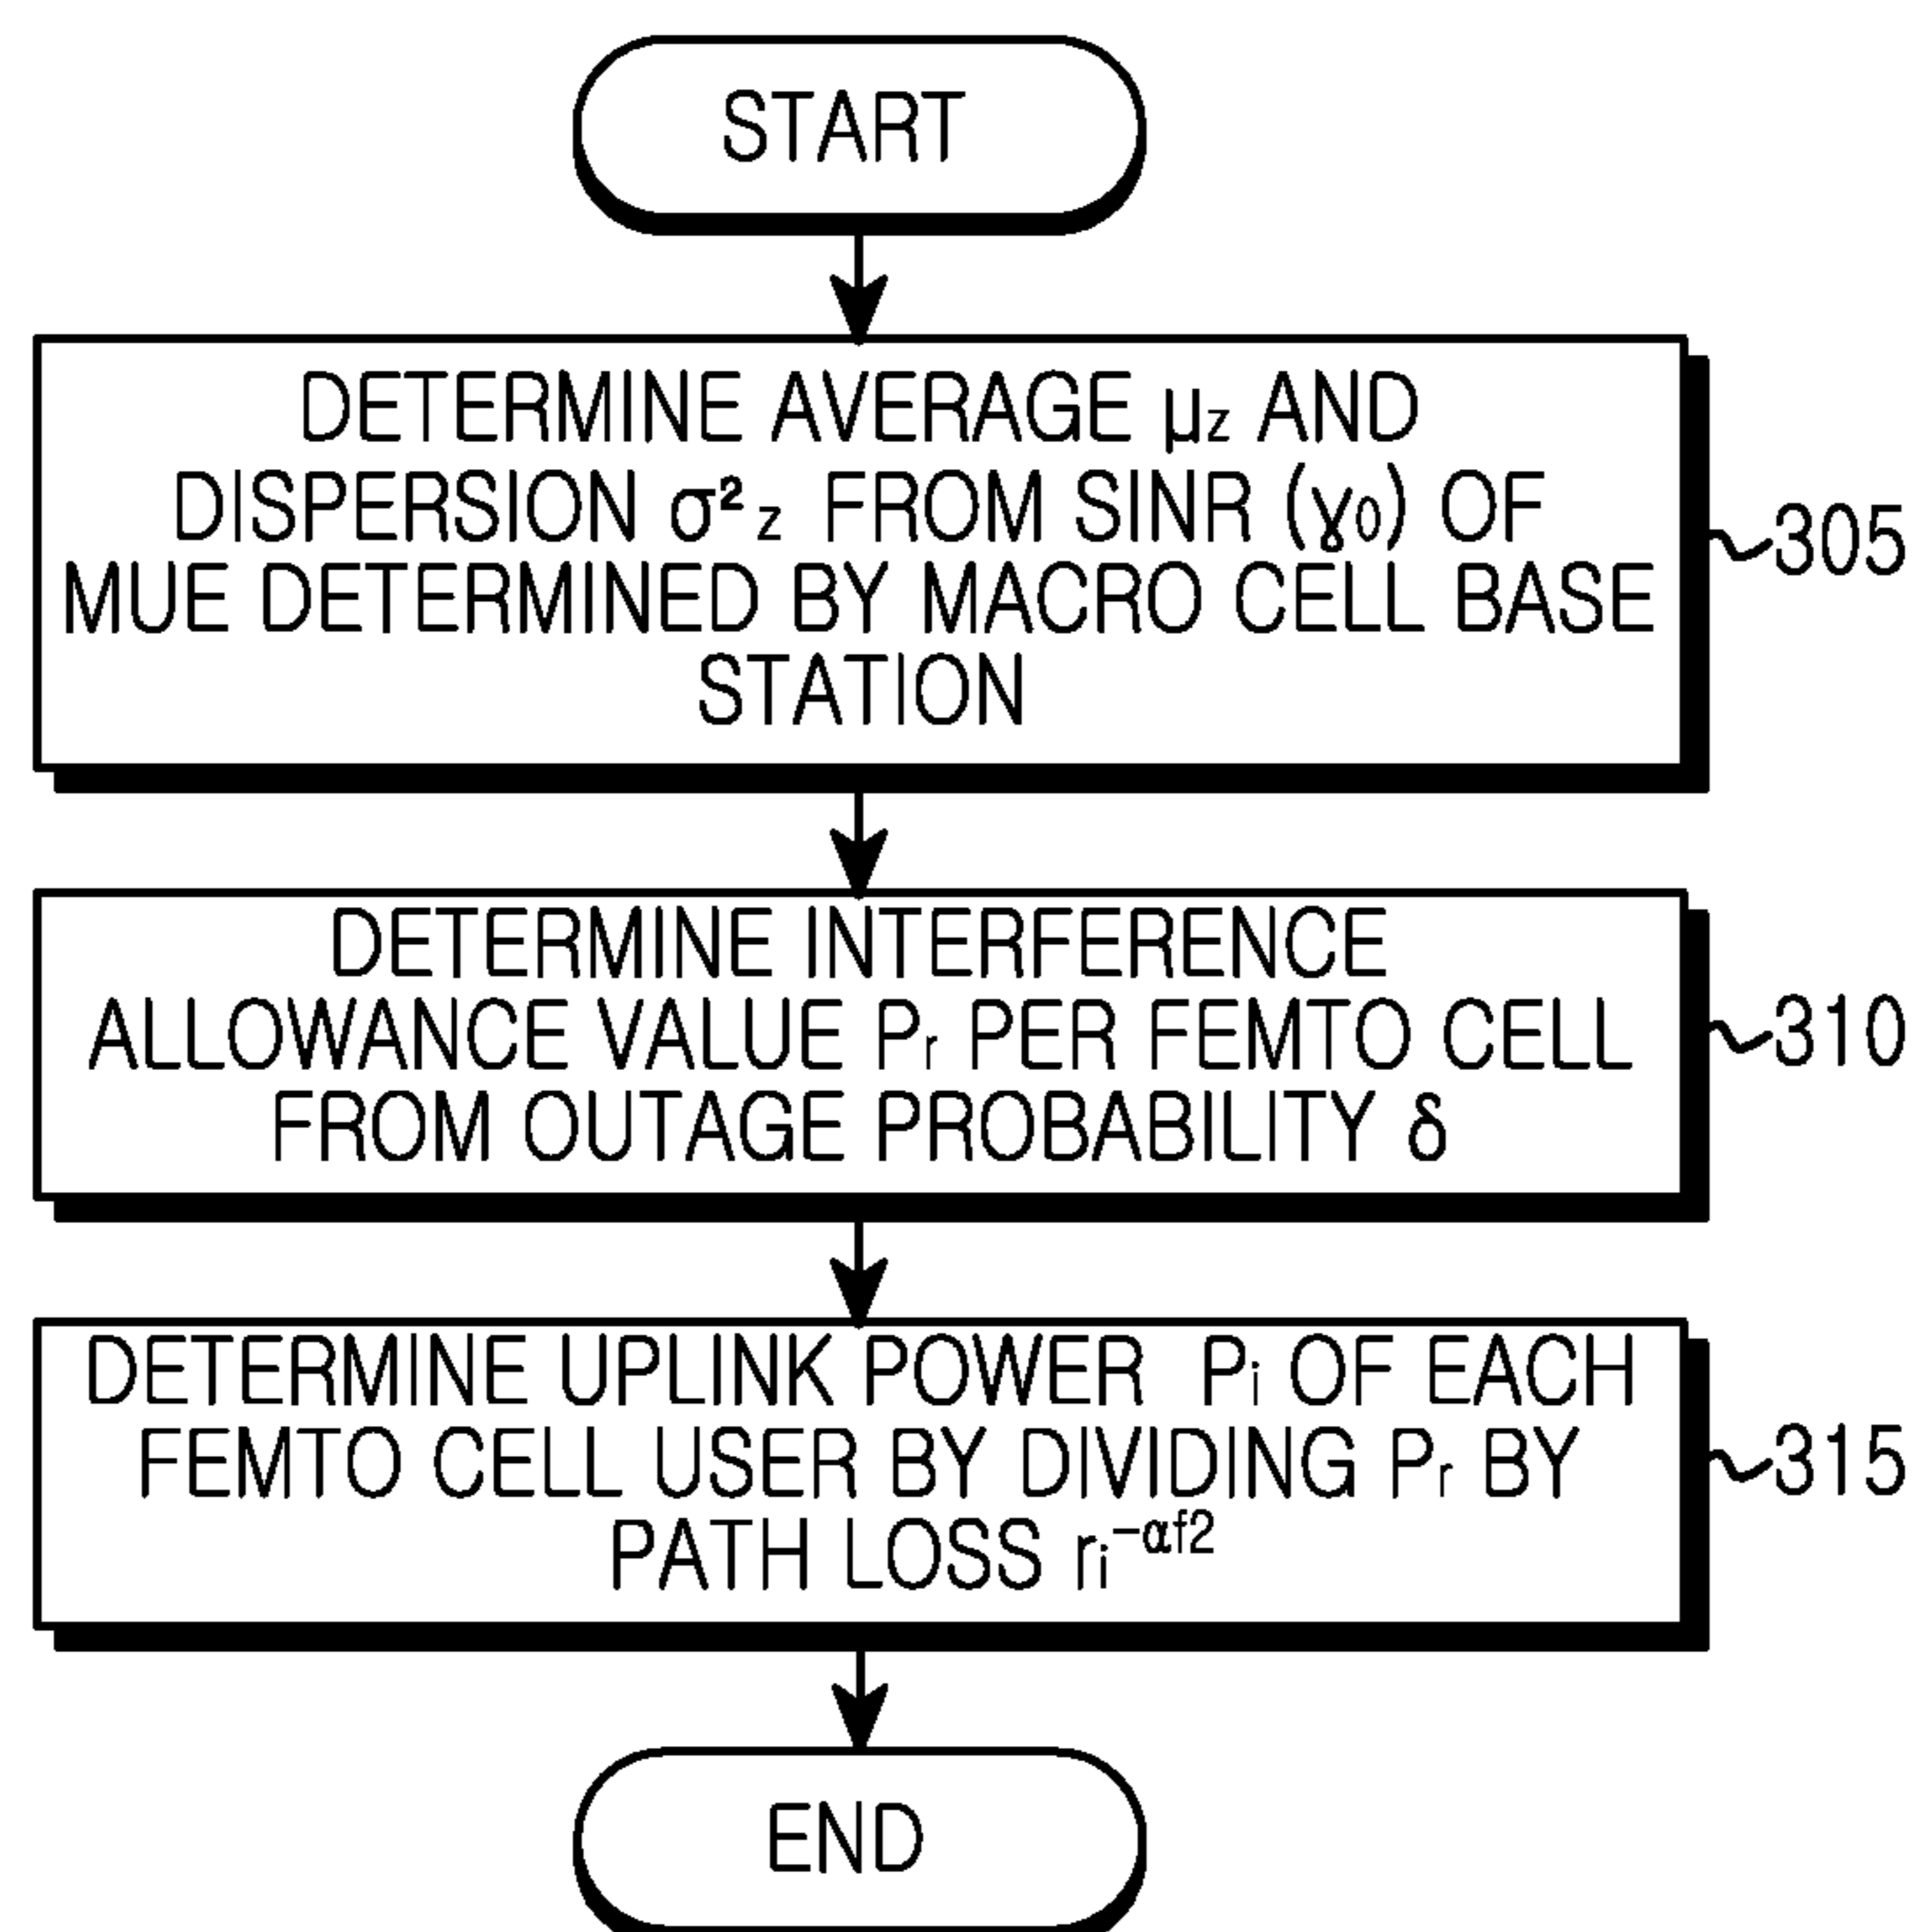 START
DETERMINE AVERAGE μz AND
DISPERSION σ²z FROM SINR (γ0) OF
MUE DETERMINED BY MACRO CELL BASE
STATION
305
DETERMINE INTERFERENCE
ALLOWANCE VALUE Pr PER FEMTO CELL
FROM OUTAGE PROBABILITY δ
310
DETERMINE UPLINK POWER Pi OF EACH
FEMTO CELL USER BY DIVIDING Pr BY
PATH LOSS ri^-αf2
315
END